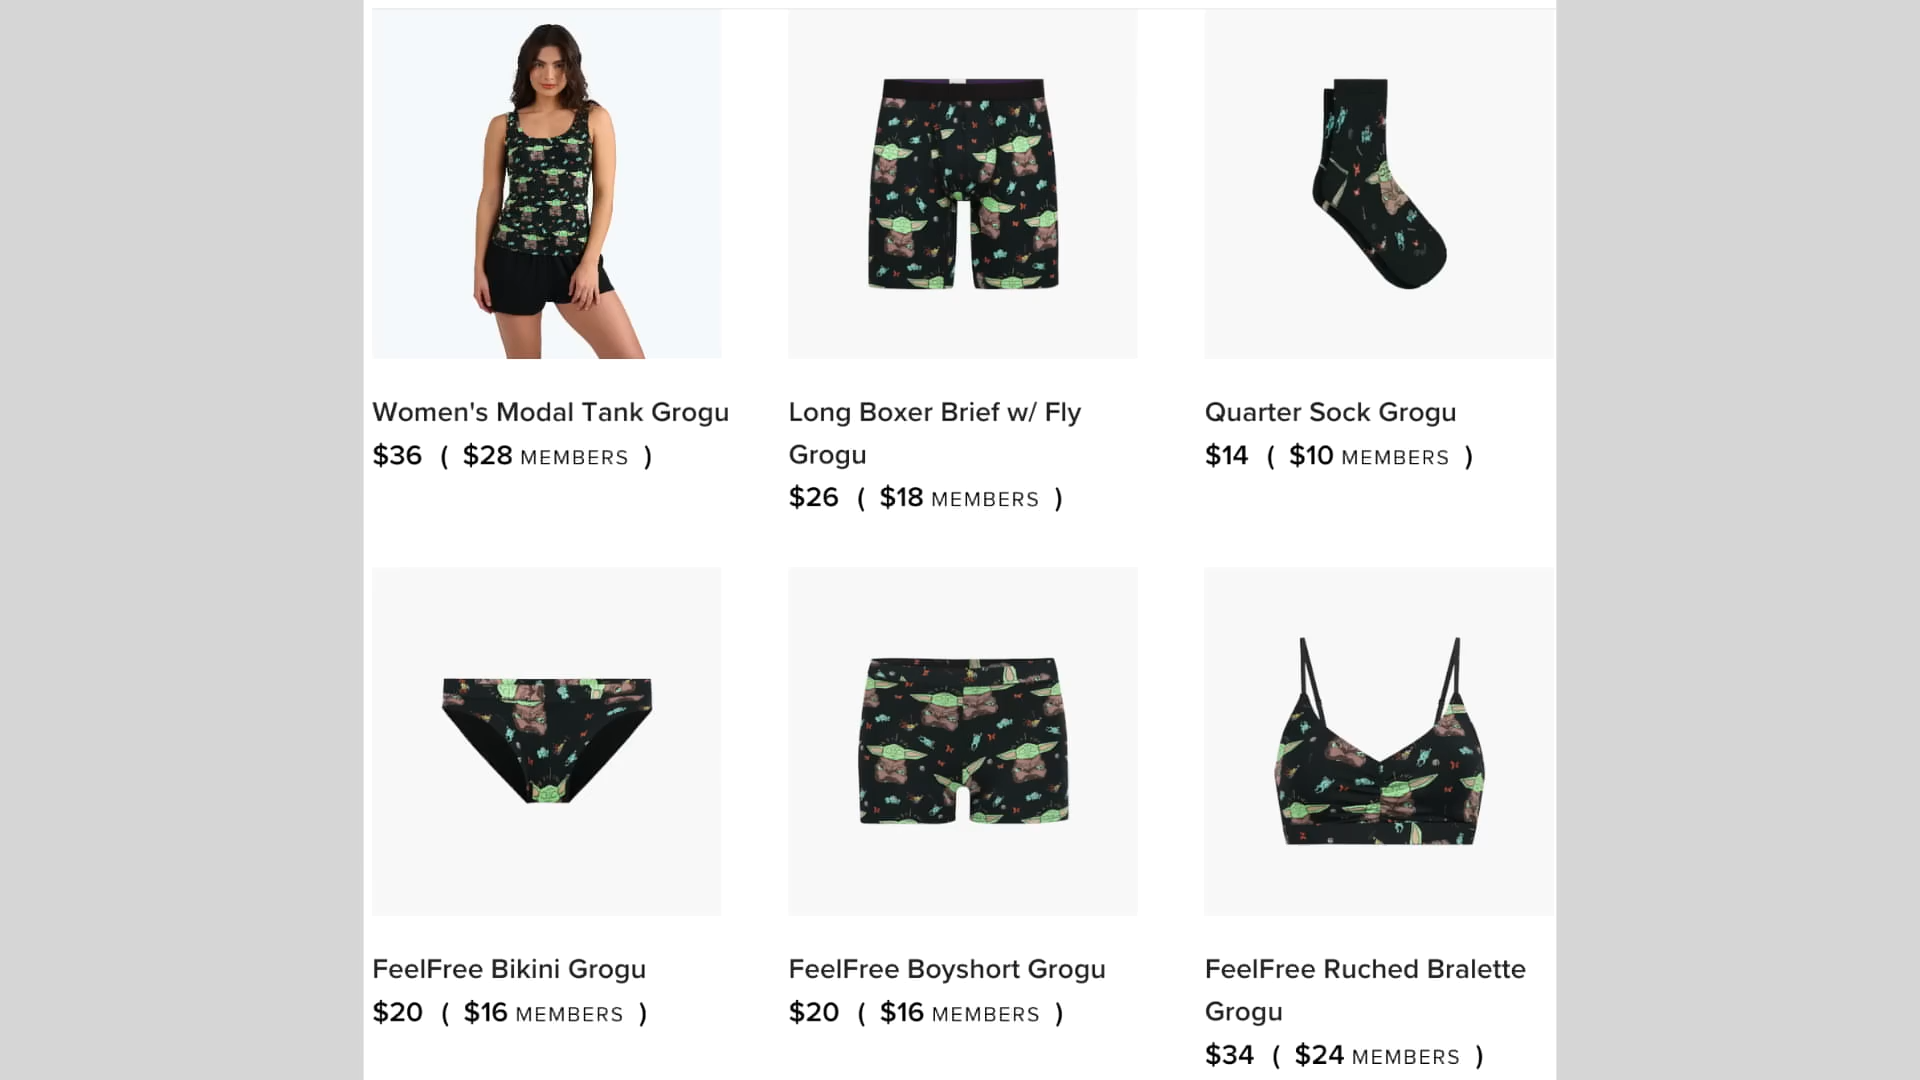 Women's Modal Tank Grogu
$36 ( $28 MEMBERS )
Long Boxer Brief w/ Fly
Grogu
$26 ( $18 MEMBERS )
Quarter Sock Grogu
$14 ( $10 MEMBERS )
FeelFree Bikini Grogu
$20 ( $16 MEMBERS )
FeelFree Boyshort Grogu
$20 ( $16 MEMBERS )
FeelFree Ruched Bralette
Grogu
$34 ( $24 MEMBERS )